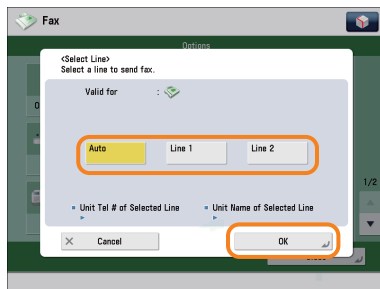 Fax
Options
<Select Line>
Select a line to send fax.
Valid for :
0
Auto Line 1 Line 2
1/2
Unit Tel # of Selected Line Unit Name of Selected Line
Cancel OK